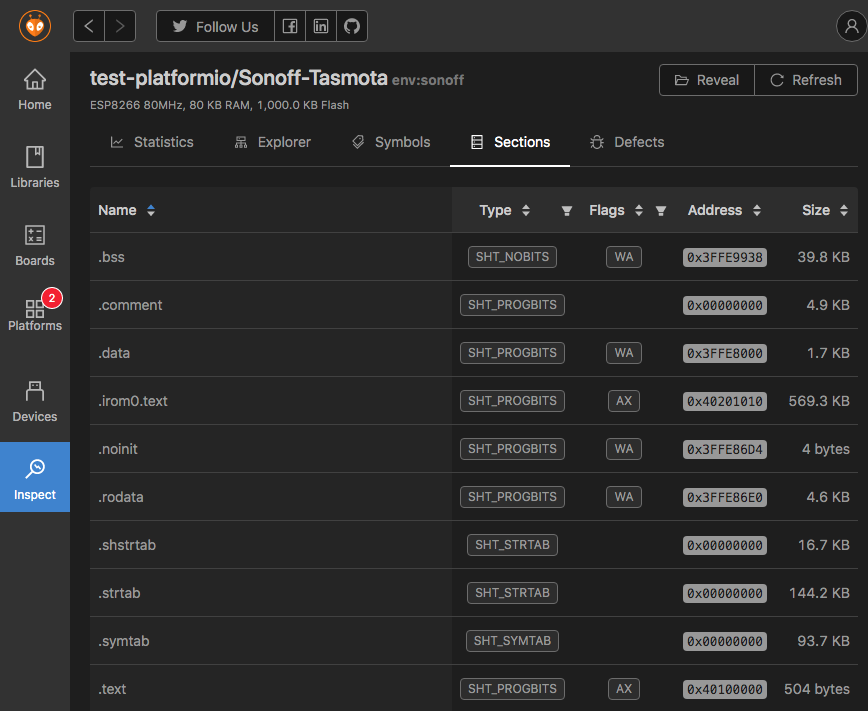 Follow Us
Home
Libraries
Boards
2
Platforms
Devices
Inspect
test-platformio/Sonoff-Tasmota env:sonoff
ESP8266 80MHz, 80 KB RAM, 1,000.0 KB Flash
Reveal Refresh
Statistics Explorer Symbols Sections Defects
Name Type Flags Address Size
.bss SHT_NOBITS WA 0x3FFE9938 39.8 KB
.comment SHT_PROGBITS 0x00000000 4.9 KB
.data SHT_PROGBITS WA 0x3FFE8000 1.7 KB
.irom0.text SHT_PROGBITS AX 0x40201010 569.3 KB
.noinit SHT_PROGBITS WA 0x3FFE86D4 4 bytes
.rodata SHT_PROGBITS WA 0x3FFE86E0 4.6 KB
.shstrtab SHT_STRTAB 0x00000000 16.7 KB
.strtab SHT_STRTAB 0x00000000 144.2 KB
.symtab SHT_SYMTAB 0x00000000 93.7 KB
.text SHT_PROGBITS AX 0x40100000 504 bytes